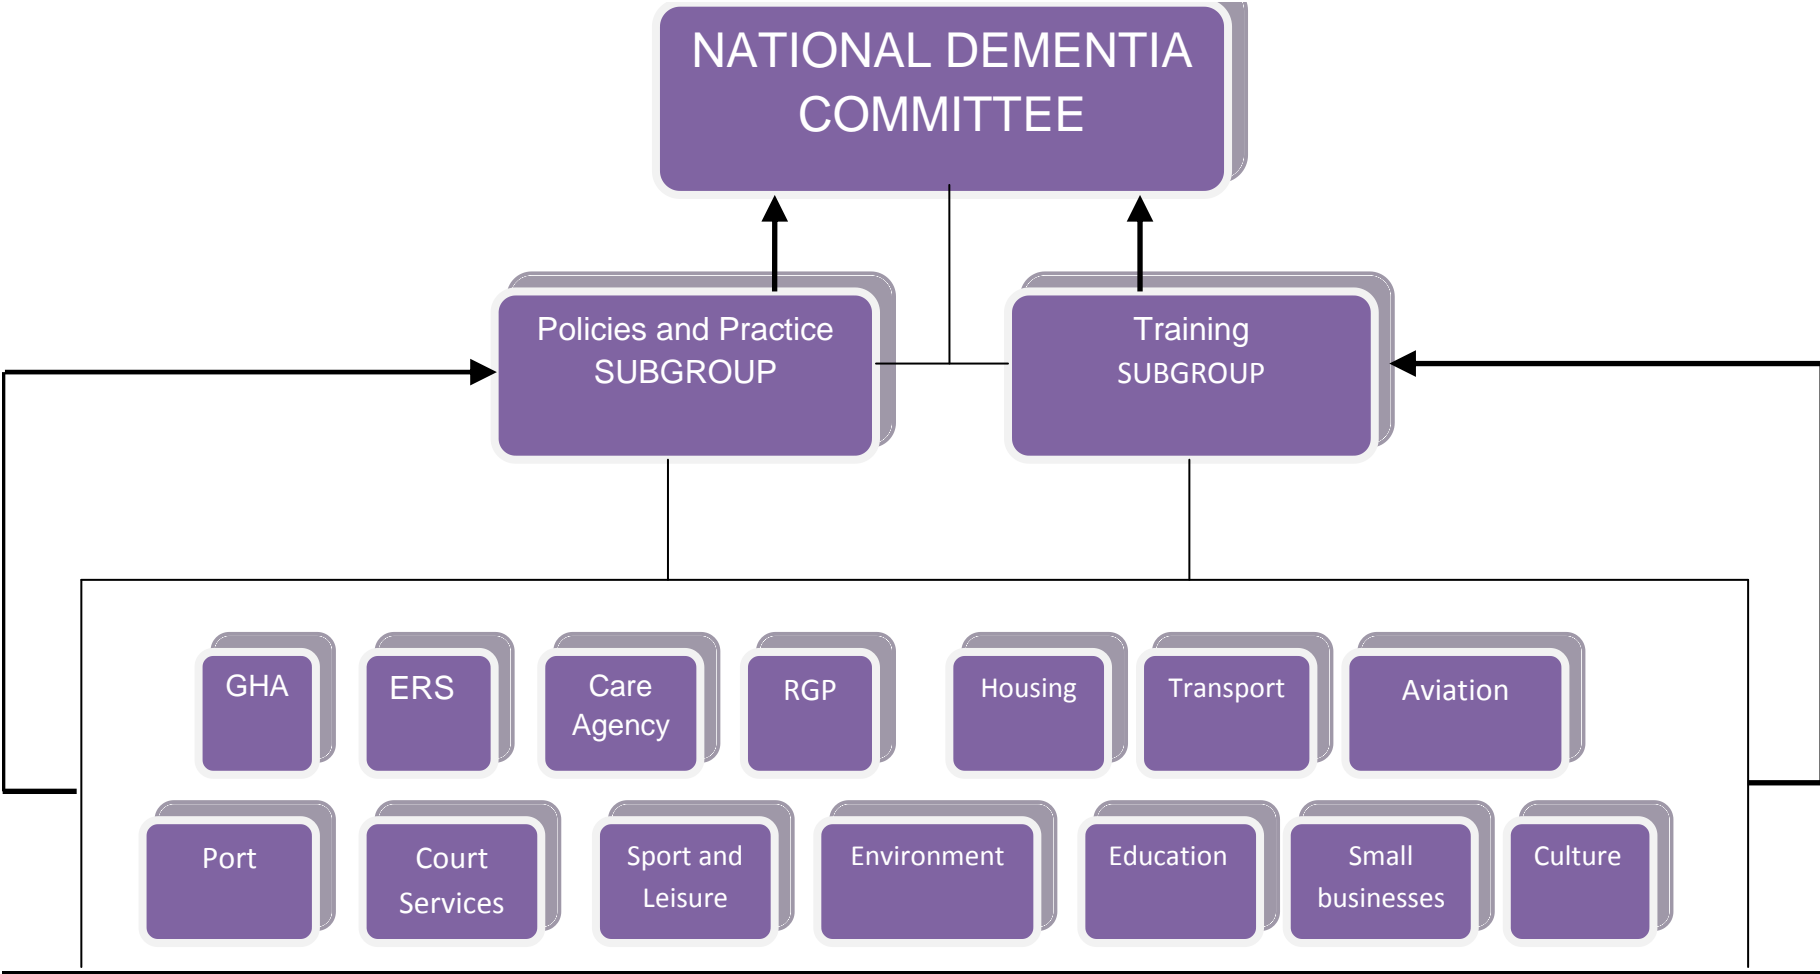 NATIONAL DEMENTIA
COMMITTEE
Policies and Practice
SUBGROUP
Training
SUBGROUP
GHA
ERS
Care
Agency
RGP
Housing
Transport
Aviation
Port
Court
Services
Sport and
Leisure
Environment
Education
Small
businesses
Culture